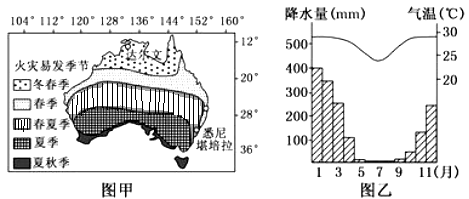 104° 112° 120° 128° 136° 144° 152° 160°
12°
20°
28°
36°
达尔文
火灾易发季节
冬春季
春季
春夏季
夏季
夏秋季
悉尼
堪培拉
图甲
降水量(mm) 气温(℃)
500
400
300
200
100
30
25
20
1 3 5 7 9 11(月)
图乙